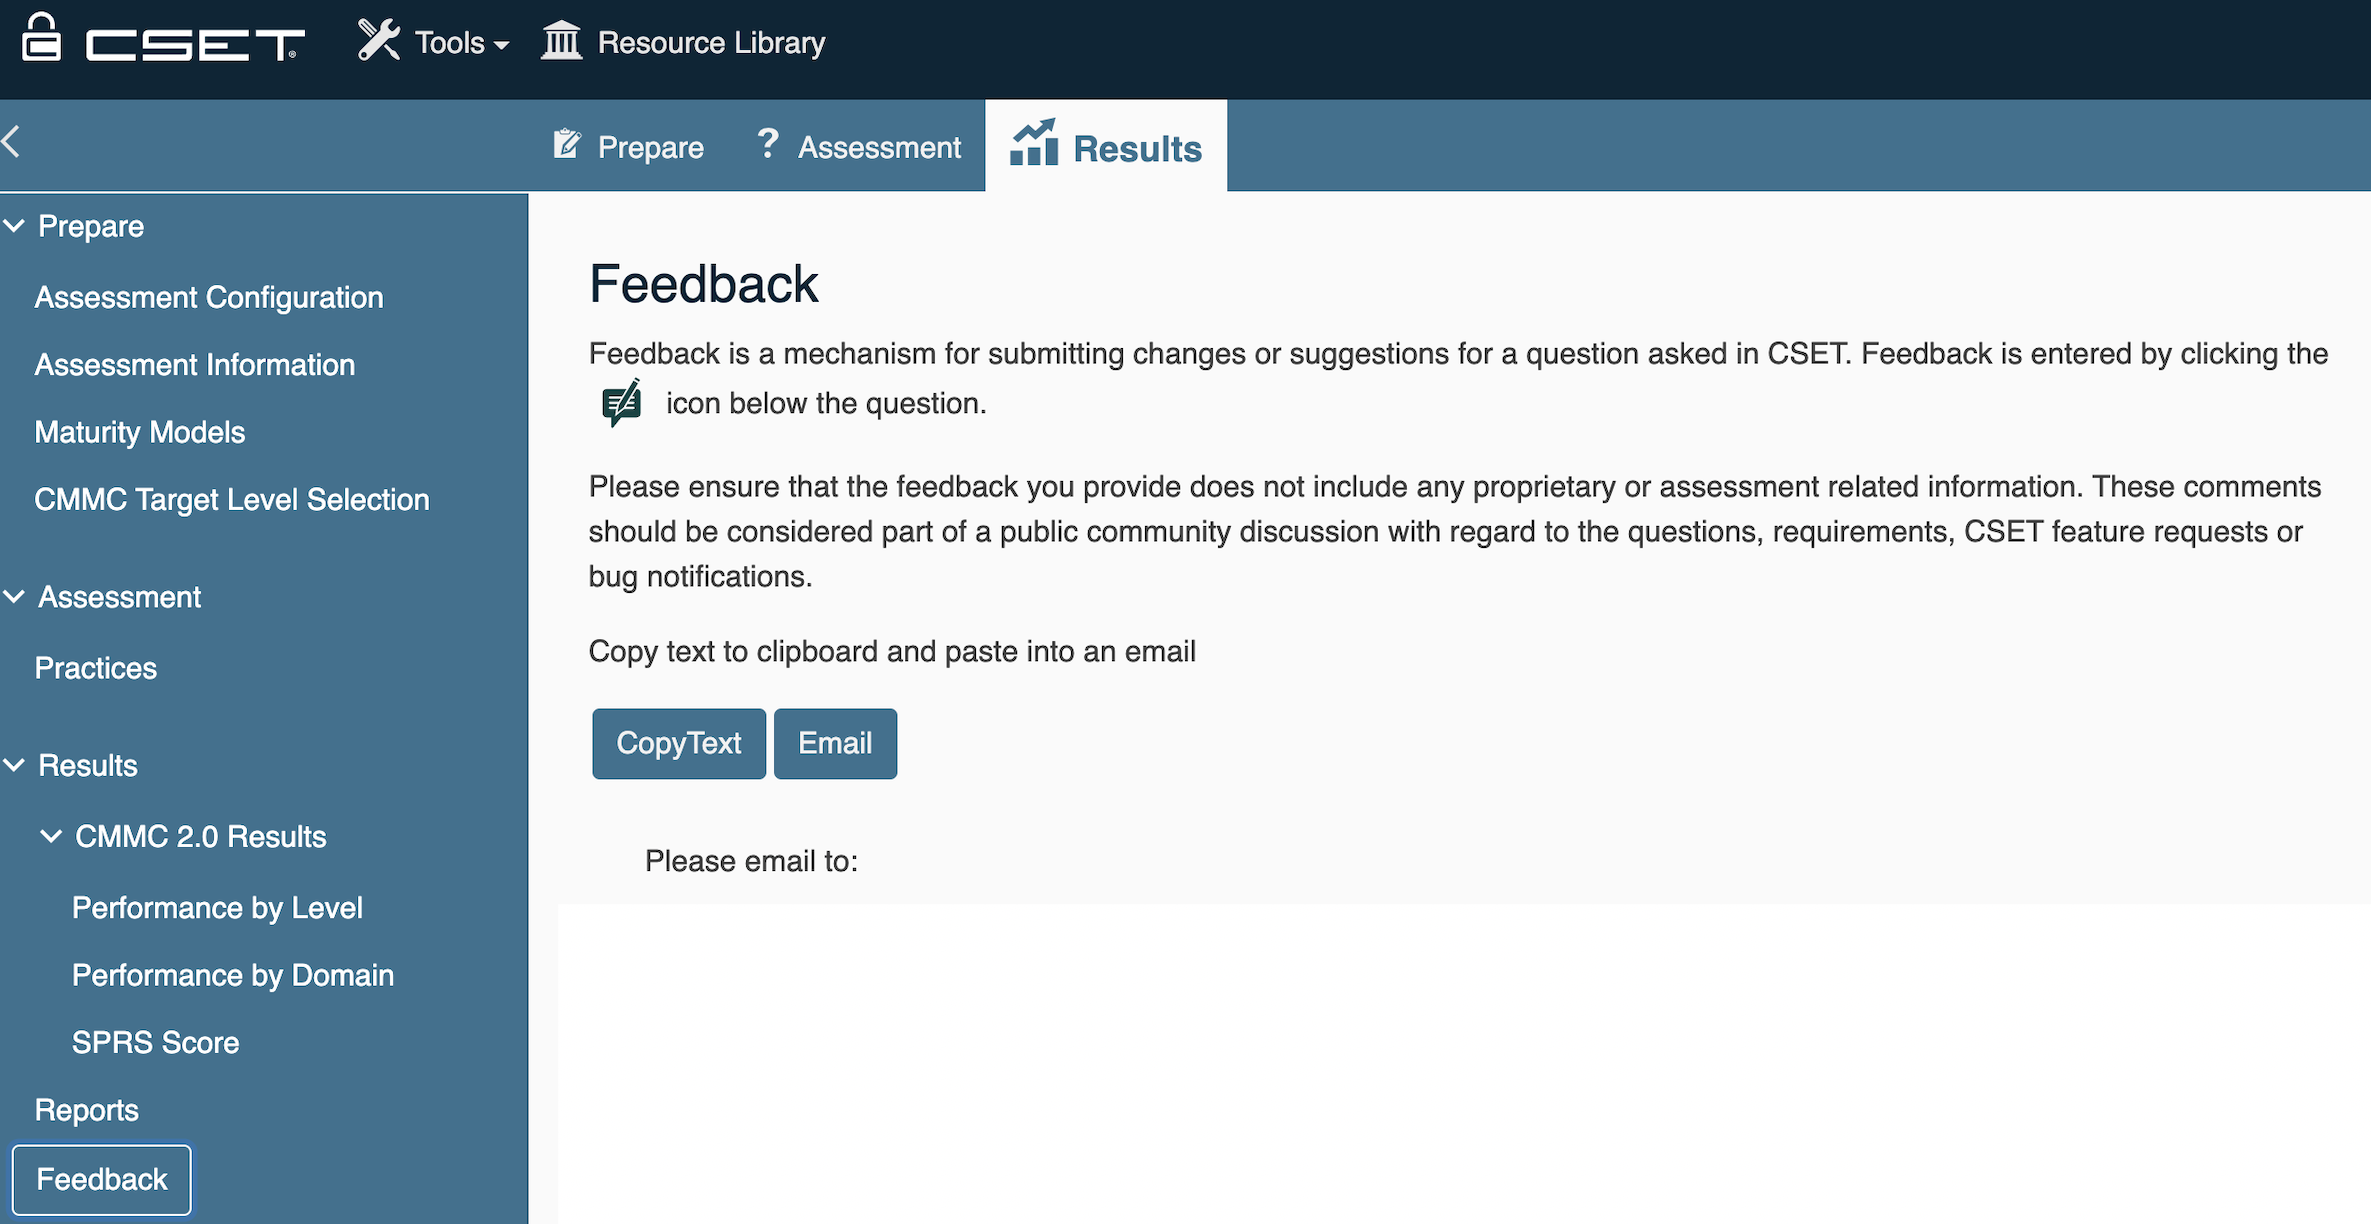 CSET®
Tools
Resource Library
Prepare
? Assessment
Results
Prepare
Assessment Configuration
Assessment Information
Maturity Models
CMMC Target Level Selection
Assessment
Practices
Results
CMMC 2.0 Results
Performance by Level
Performance by Domain
SPRS Score
Reports
Feedback
Feedback
Feedback is a mechanism for submitting changes or suggestions for a question asked in CSET. Feedback is entered by clicking the
icon below the question.
Please ensure that the feedback you provide does not include any proprietary or assessment related information. These comments
should be considered part of a public community discussion with regard to the questions, requirements, CSET feature requests or
bug notifications.
Copy text to clipboard and paste into an email
CopyText
Email
Please email to: